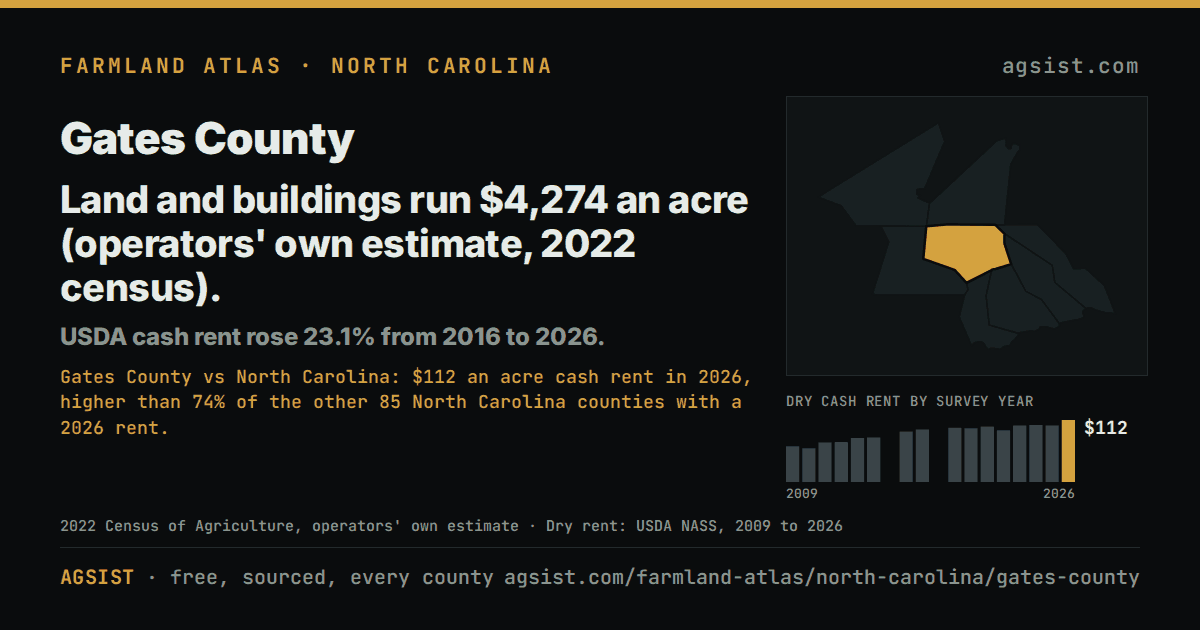 FARMLAND ATLAS · NORTH CAROLINA
agsist.com
Gates County
Land and buildings run $4,274 an acre
(operators' own estimate, 2022
census).
USDA cash rent rose 23.1% from 2016 to 2026.
Gates County vs North Carolina: $112 an acre cash rent in 2026,
higher than 74% of the other 85 North Carolina counties with a
2026 rent.
DRY CASH RENT BY SURVEY YEAR
$112
2009
2026
2022 Census of Agriculture, operators' own estimate · Dry rent: USDA NASS, 2009 to 2026
AGSIST · free, sourced, every county
agsist.com/farmland-atlas/north-carolina/gates-county